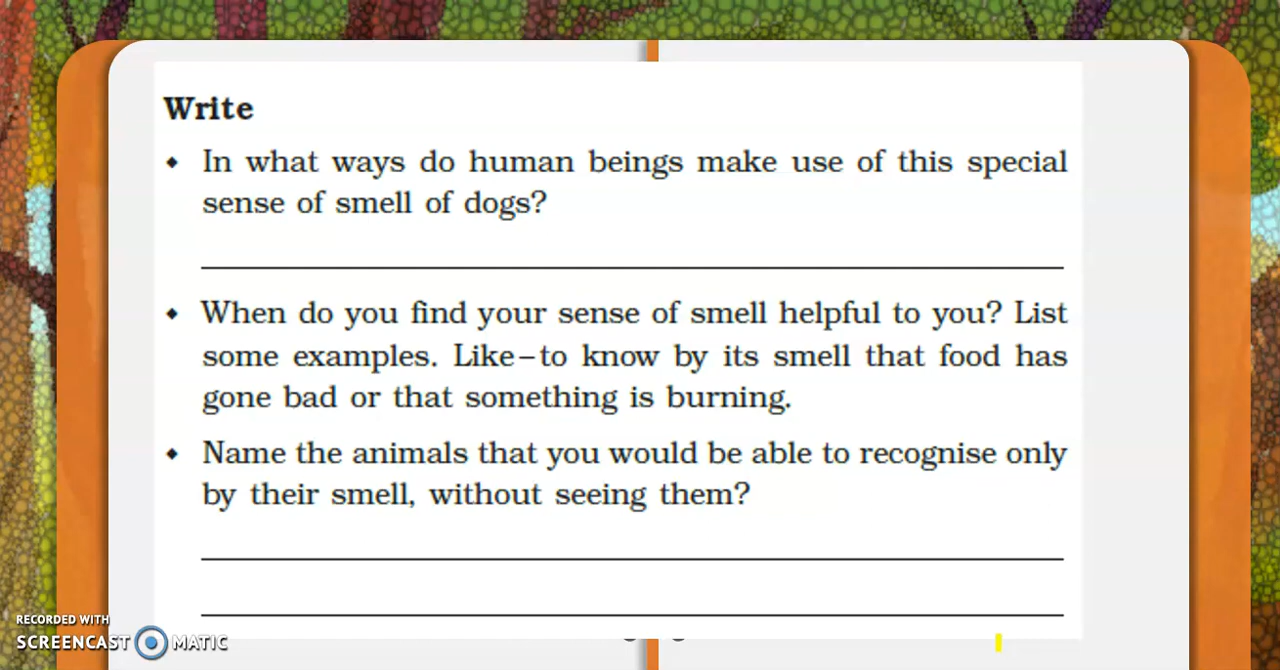 Write
In what ways do human beings make use of this special
sense of smell of dogs?
When do you find your sense of smell helpful to you? List
some examples. Like–to know by its smell that food has
gone bad or that something is burning.
Name the animals that you would be able to recognise only
by their smell, without seeing them?
RECORDED WITH
SCREENCAST MATIC